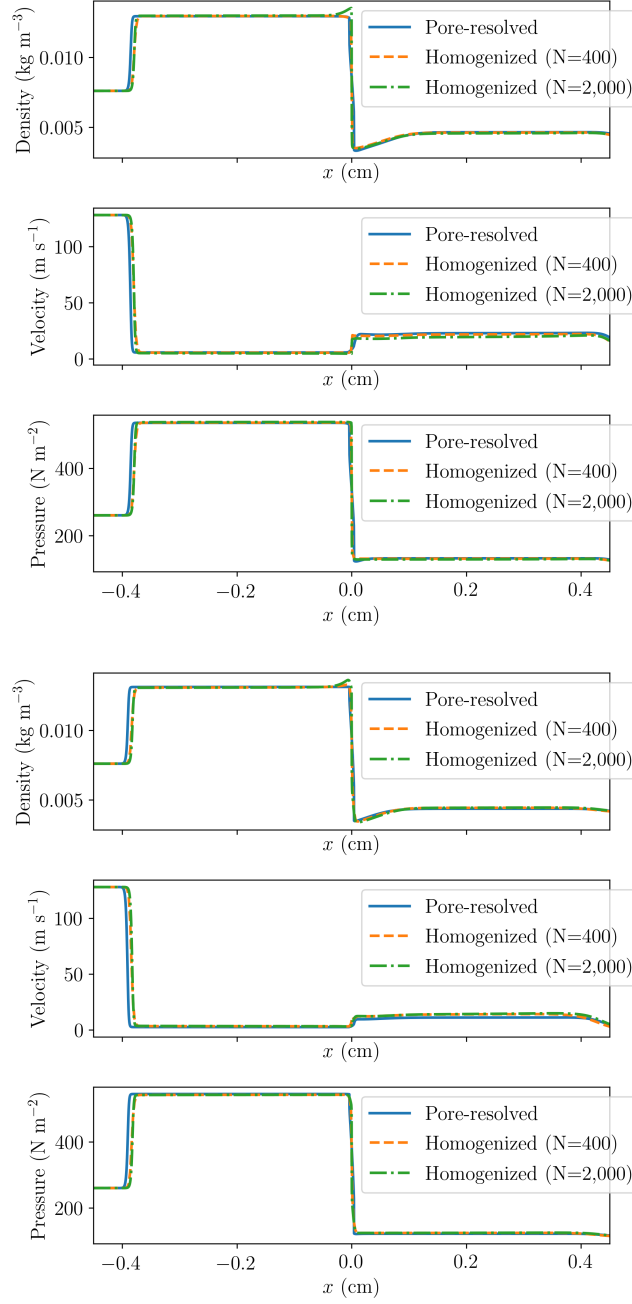 Density (kg m⁻³)
0.010
0.005
Pore-resolved
Homogenized (N=400)
Homogenized (N=2,000)
x (cm)
Velocity (m s⁻¹)
100
50
0
Pore-resolved
Homogenized (N=400)
Homogenized (N=2,000)
x (cm)
Pressure (N m⁻²)
400
200
Pore-resolved
Homogenized (N=400)
Homogenized (N=2,000)
−0.4 −0.2 0.0 0.2 0.4
x (cm)
Density (kg m⁻³)
0.010
0.005
Pore-resolved
Homogenized (N=400)
Homogenized (N=2,000)
x (cm)
Velocity (m s⁻¹)
100
50
0
Pore-resolved
Homogenized (N=400)
Homogenized (N=2,000)
x (cm)
Pressure (N m⁻²)
400
200
Pore-resolved
Homogenized (N=400)
Homogenized (N=2,000)
−0.4 −0.2 0.0 0.2 0.4
x (cm)